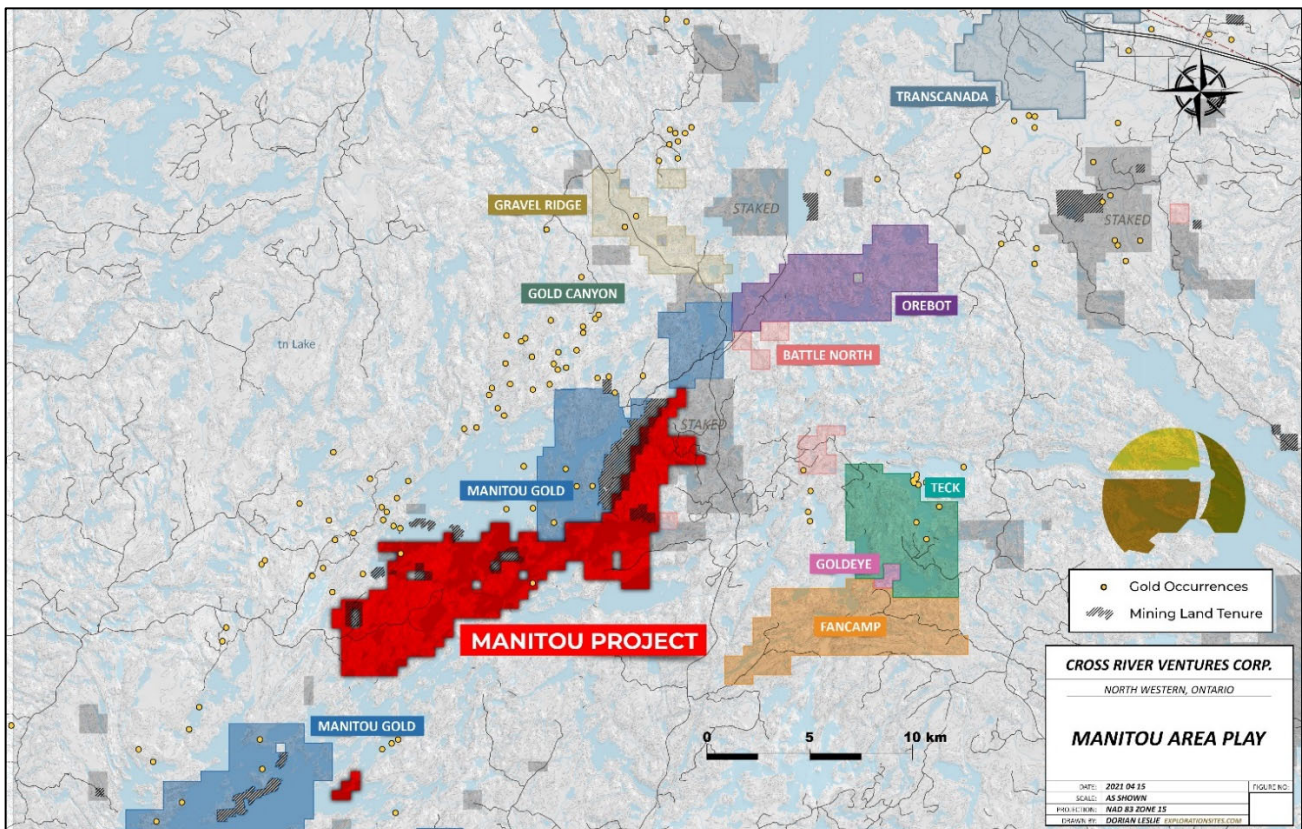 TRANSCANADA
GRAVEL RIDGE
STAKED
STAKED
GOLD CANYON
OREBOT
BATTLE NORTH
tn Lake
STAKED
MANITOU GOLD
TECK
GOLDEYE
FANCAMP
MANITOU PROJECT
MANITOU GOLD
0 5 10 km
Gold Occurrences
Mining Land Tenure
CROSS RIVER VENTURES CORP.
NORTH WESTERN, ONTARIO
MANITOU AREA PLAY
DATE: 2021 04 15
FIGURE NO:
SCALE: AS SHOWN
PROJECTION: NAD 83 ZONE 15
DRAWN BY: DORIAN LESLIE EXPLORATIONSITES.COM